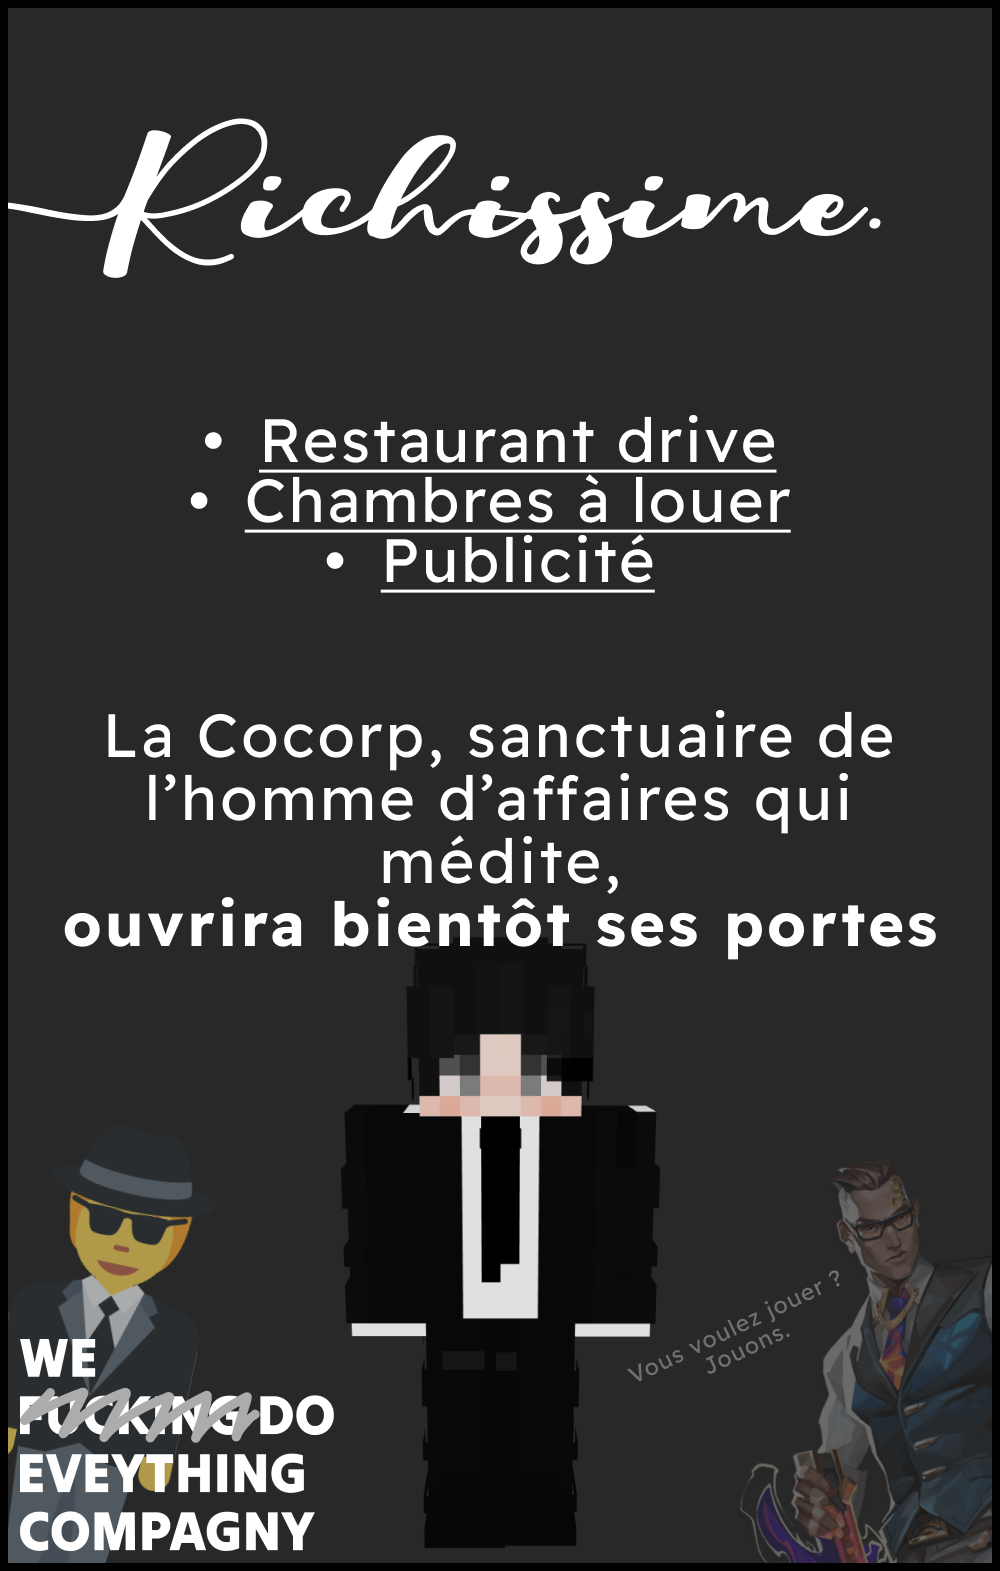 Richissime.
• Restaurant drive
• Chambres à louer
• Publicité
La Cocorp, sanctuaire de
l’homme d’affaires qui
médite,
ouvrira bientôt ses portes
Vous voulez jouer ?
Jouons.
WE
FUCKING DO
EVEYTHING
COMPAGNY